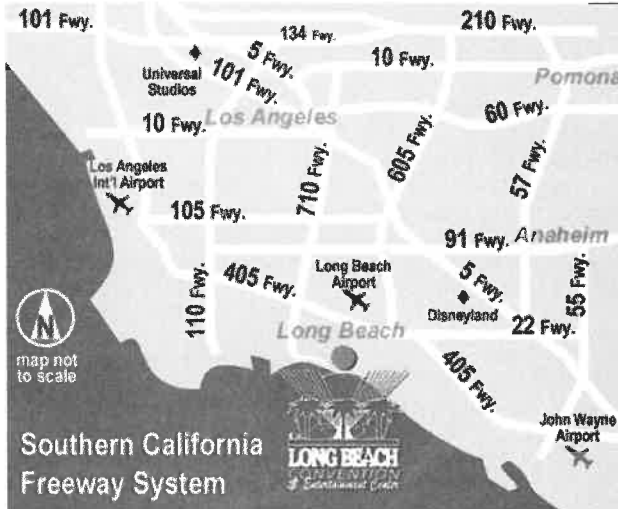 101 Fwy.
134 Fwy.
210 Fwy.
5 Fwy.
10 Fwy.
Universal
Studios
101 Fwy.
Pomona
Los Angeles
60 Fwy.
10 Fwy.
605 Fwy.
57 Fwy.
Los Angeles
Int'l Airport
710 Fwy.
105 Fwy.
91 Fwy.
Anaheim
405 Fwy.
Long Beach
Airport
5 Fwy.
55 Fwy.
110 Fwy.
Disneyland
22 Fwy.
N
Long Beach
map not
to scale
405 Fwy.
John Wayne
Airport
Southern California
Freeway System
LONG BEACH
CONVENTION
& Entertainment Center